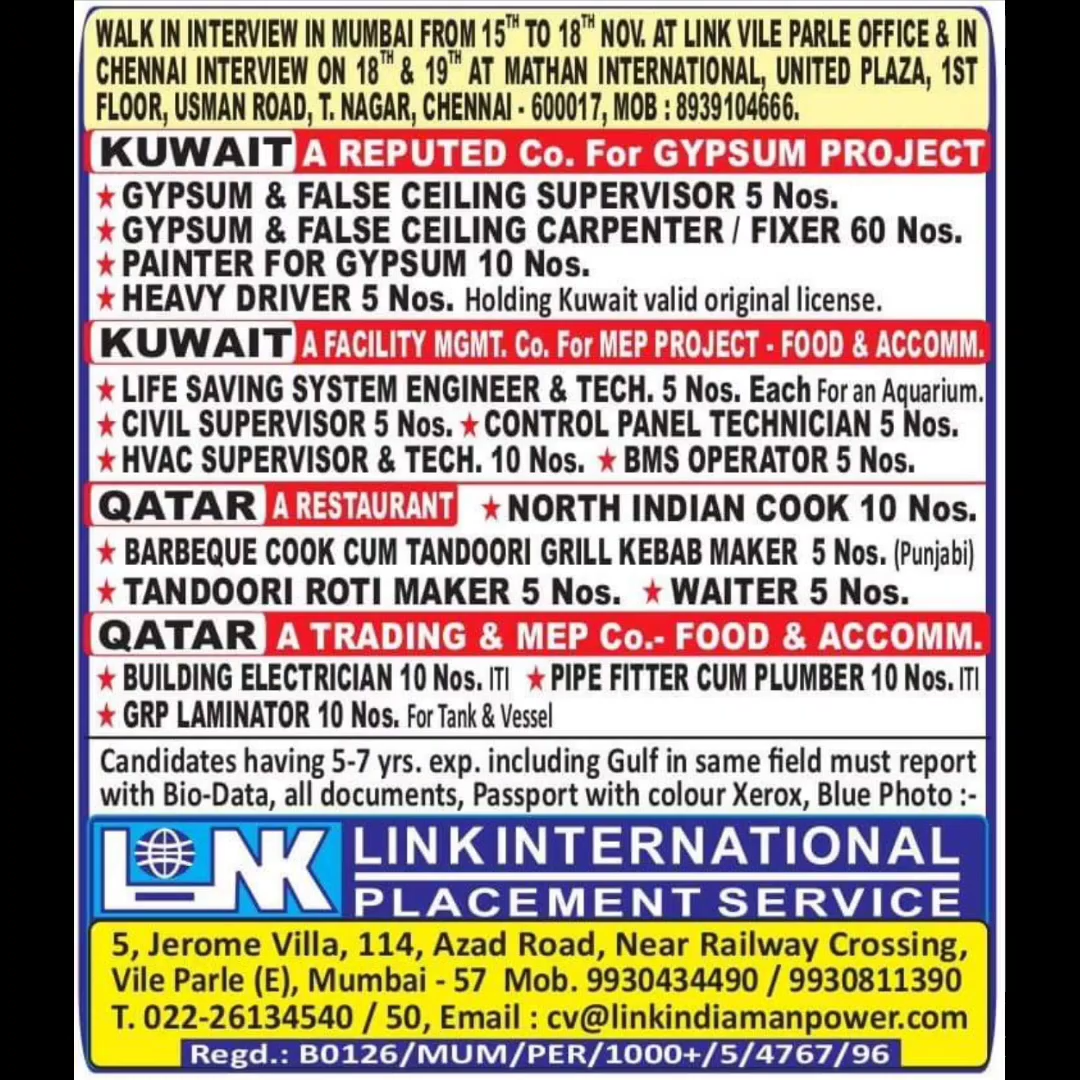 WALK IN INTERVIEW IN MUMBAI FROM 15TH TO 18TH NOV. AT LINK VILE PARLE OFFICE & IN
CHENNAI INTERVIEW ON 18TH & 19TH AT MATHAN INTERNATIONAL, UNITED PLAZA, 1ST
FLOOR, USMAN ROAD, T. NAGAR, CHENNAI - 600017, MOB : 8939104666.
KUWAIT A REPUTED Co. For GYPSUM PROJECT
★ GYPSUM & FALSE CEILING SUPERVISOR 5 Nos.
★ GYPSUM & FALSE CEILING CARPENTER / FIXER 60 Nos.
★ PAINTER FOR GYPSUM 10 Nos.
★ HEAVY DRIVER 5 Nos. Holding Kuwait valid original license.
KUWAIT A FACILITY MGMT. Co. For MEP PROJECT - FOOD & ACCOMM.
★ LIFE SAVING SYSTEM ENGINEER & TECH. 5 Nos. Each For an Aquarium.
★ CIVIL SUPERVISOR 5 Nos. ★ CONTROL PANEL TECHNICIAN 5 Nos.
★ HVAC SUPERVISOR & TECH. 10 Nos. ★ BMS OPERATOR 5 Nos.
QATAR A RESTAURANT ★ NORTH INDIAN COOK 10 Nos.
★ BARBEQUE COOK CUM TANDOORI GRILL KEBAB MAKER 5 Nos. (Punjabi)
★ TANDOORI ROTI MAKER 5 Nos. ★ WAITER 5 Nos.
QATAR A TRADING & MEP Co.- FOOD & ACCOMM.
★ BUILDING ELECTRICIAN 10 Nos. ITI ★ PIPE FITTER CUM PLUMBER 10 Nos. ITI
★ GRP LAMINATOR 10 Nos. For Tank & Vessel
Candidates having 5-7 yrs. exp. including Gulf in same field must report
with Bio-Data, all documents, Passport with colour Xerox, Blue Photo :-
LINK LINK INTERNATIONAL
PLACEMENT SERVICE
5, Jerome Villa, 114, Azad Road, Near Railway Crossing,
Vile Parle (E), Mumbai - 57 Mob. 9930434490 / 9930811390
T. 022-26134540 / 50, Email : cv@linkindiamanpower.com
Regd.: B0126/MUM/PER/1000+/5/4767/96